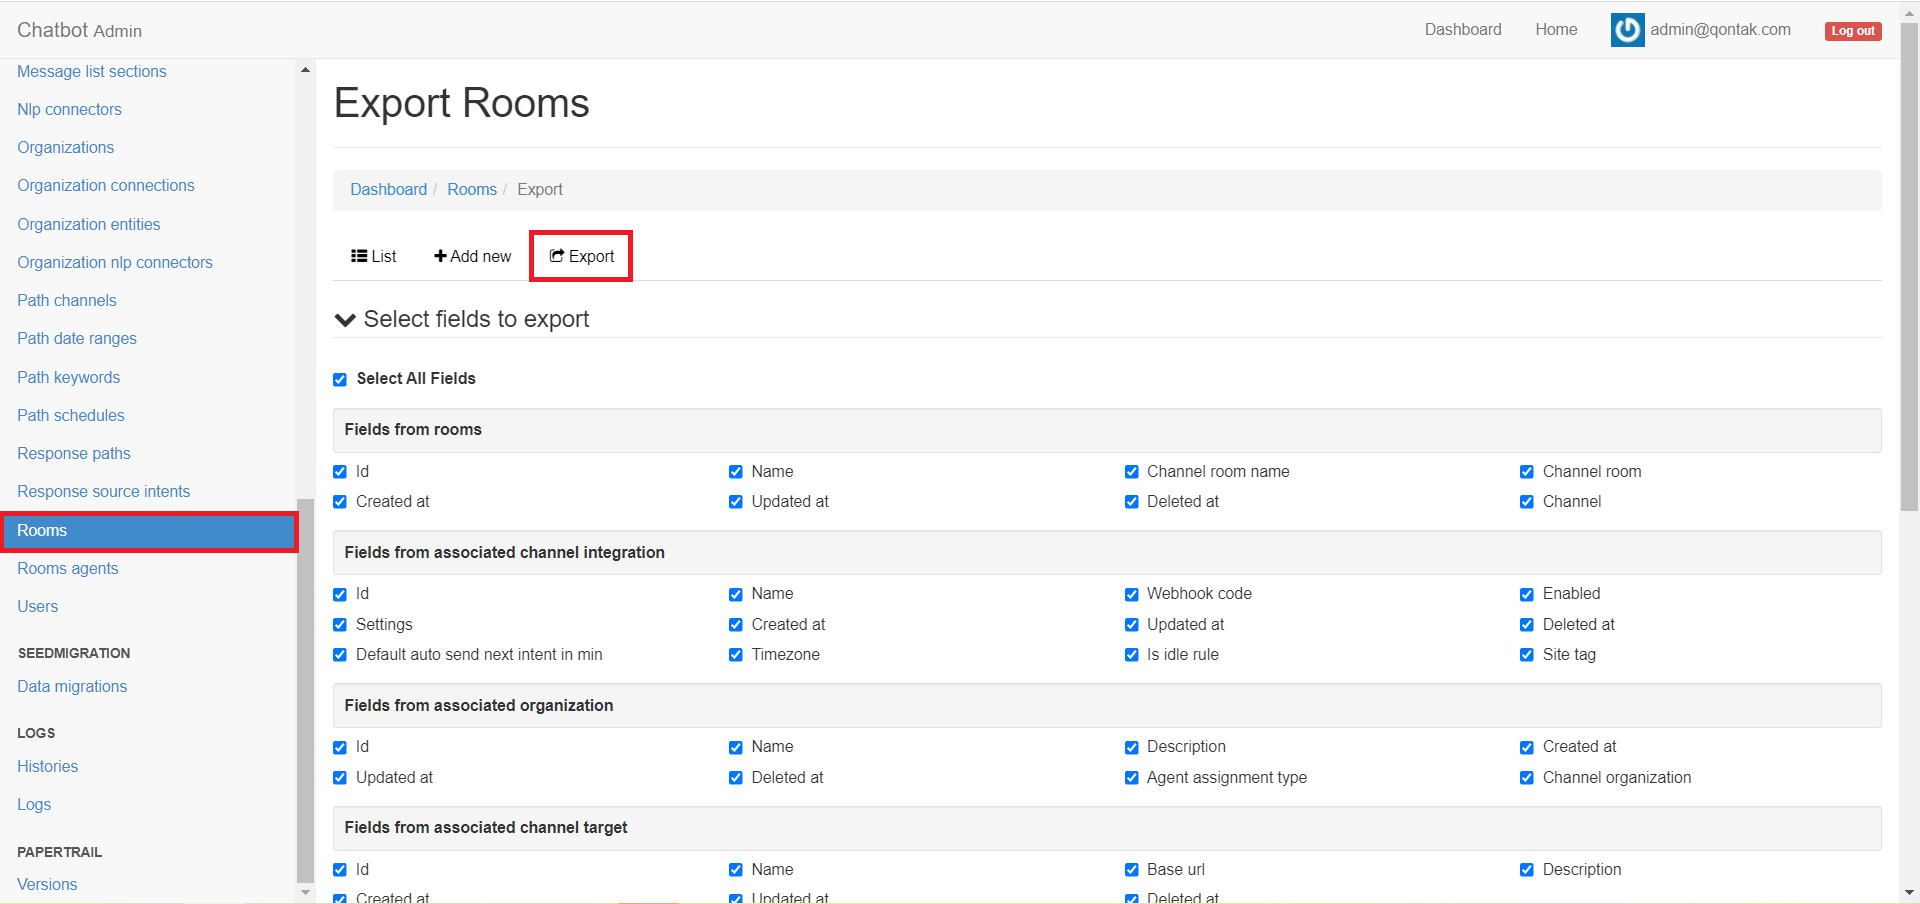 Chatbot Admin
Dashboard Home admin@qontak.com Log out
Message list sections
Nlp connectors
Organizations
Organization connections
Organization entities
Organization nlp connectors
Path channels
Path date ranges
Path keywords
Path schedules
Response paths
Response source intents
Rooms
Rooms agents
Users
SEEDMIGRATION
Data migrations
LOGS
Histories
Logs
PAPERTRAIL
Versions
Export Rooms
Dashboard / Rooms / Export
List Add new Export
Select fields to export
Select All Fields
Fields from rooms
Id Name Channel room name Channel room
Created at Updated at Deleted at Channel
Fields from associated channel integration
Id Name Webhook code Enabled
Settings Created at Updated at Deleted at
Default auto send next intent in min Timezone Is idle rule Site tag
Fields from associated organization
Id Name Description Created at
Updated at Deleted at Agent assignment type Channel organization
Fields from associated channel target
Id Name Base url Description
Created at Updated at Deleted at